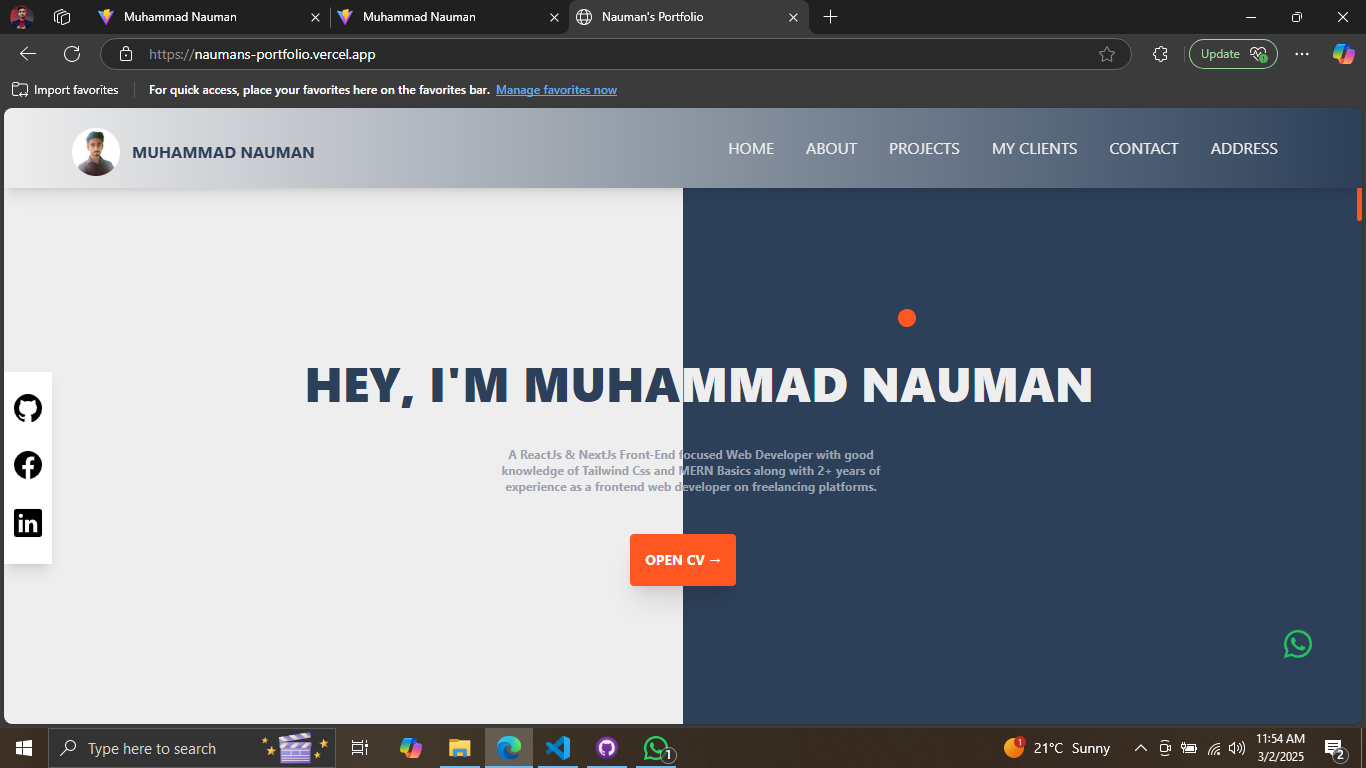 Muhammad Nauman
Muhammad Nauman
Nauman's Portfolio
https://naumans-portfolio.vercel.app
Update
Import favorites
For quick access, place your favorites here on the favorites bar. Manage favorites now
MUHAMMAD NAUMAN
HOME
ABOUT
PROJECTS
MY CLIENTS
CONTACT
ADDRESS
HEY, I'M MUHAMMAD NAUMAN
A ReactJs & NextJs Front-End focused Web Developer with good
knowledge of Tailwind Css and MERN Basics along with 2+ years of
experience as a frontend web developer on freelancing platforms.
OPEN CV →
Type here to search
1
1
21°C Sunny
11:54 AM
3/2/2025
2